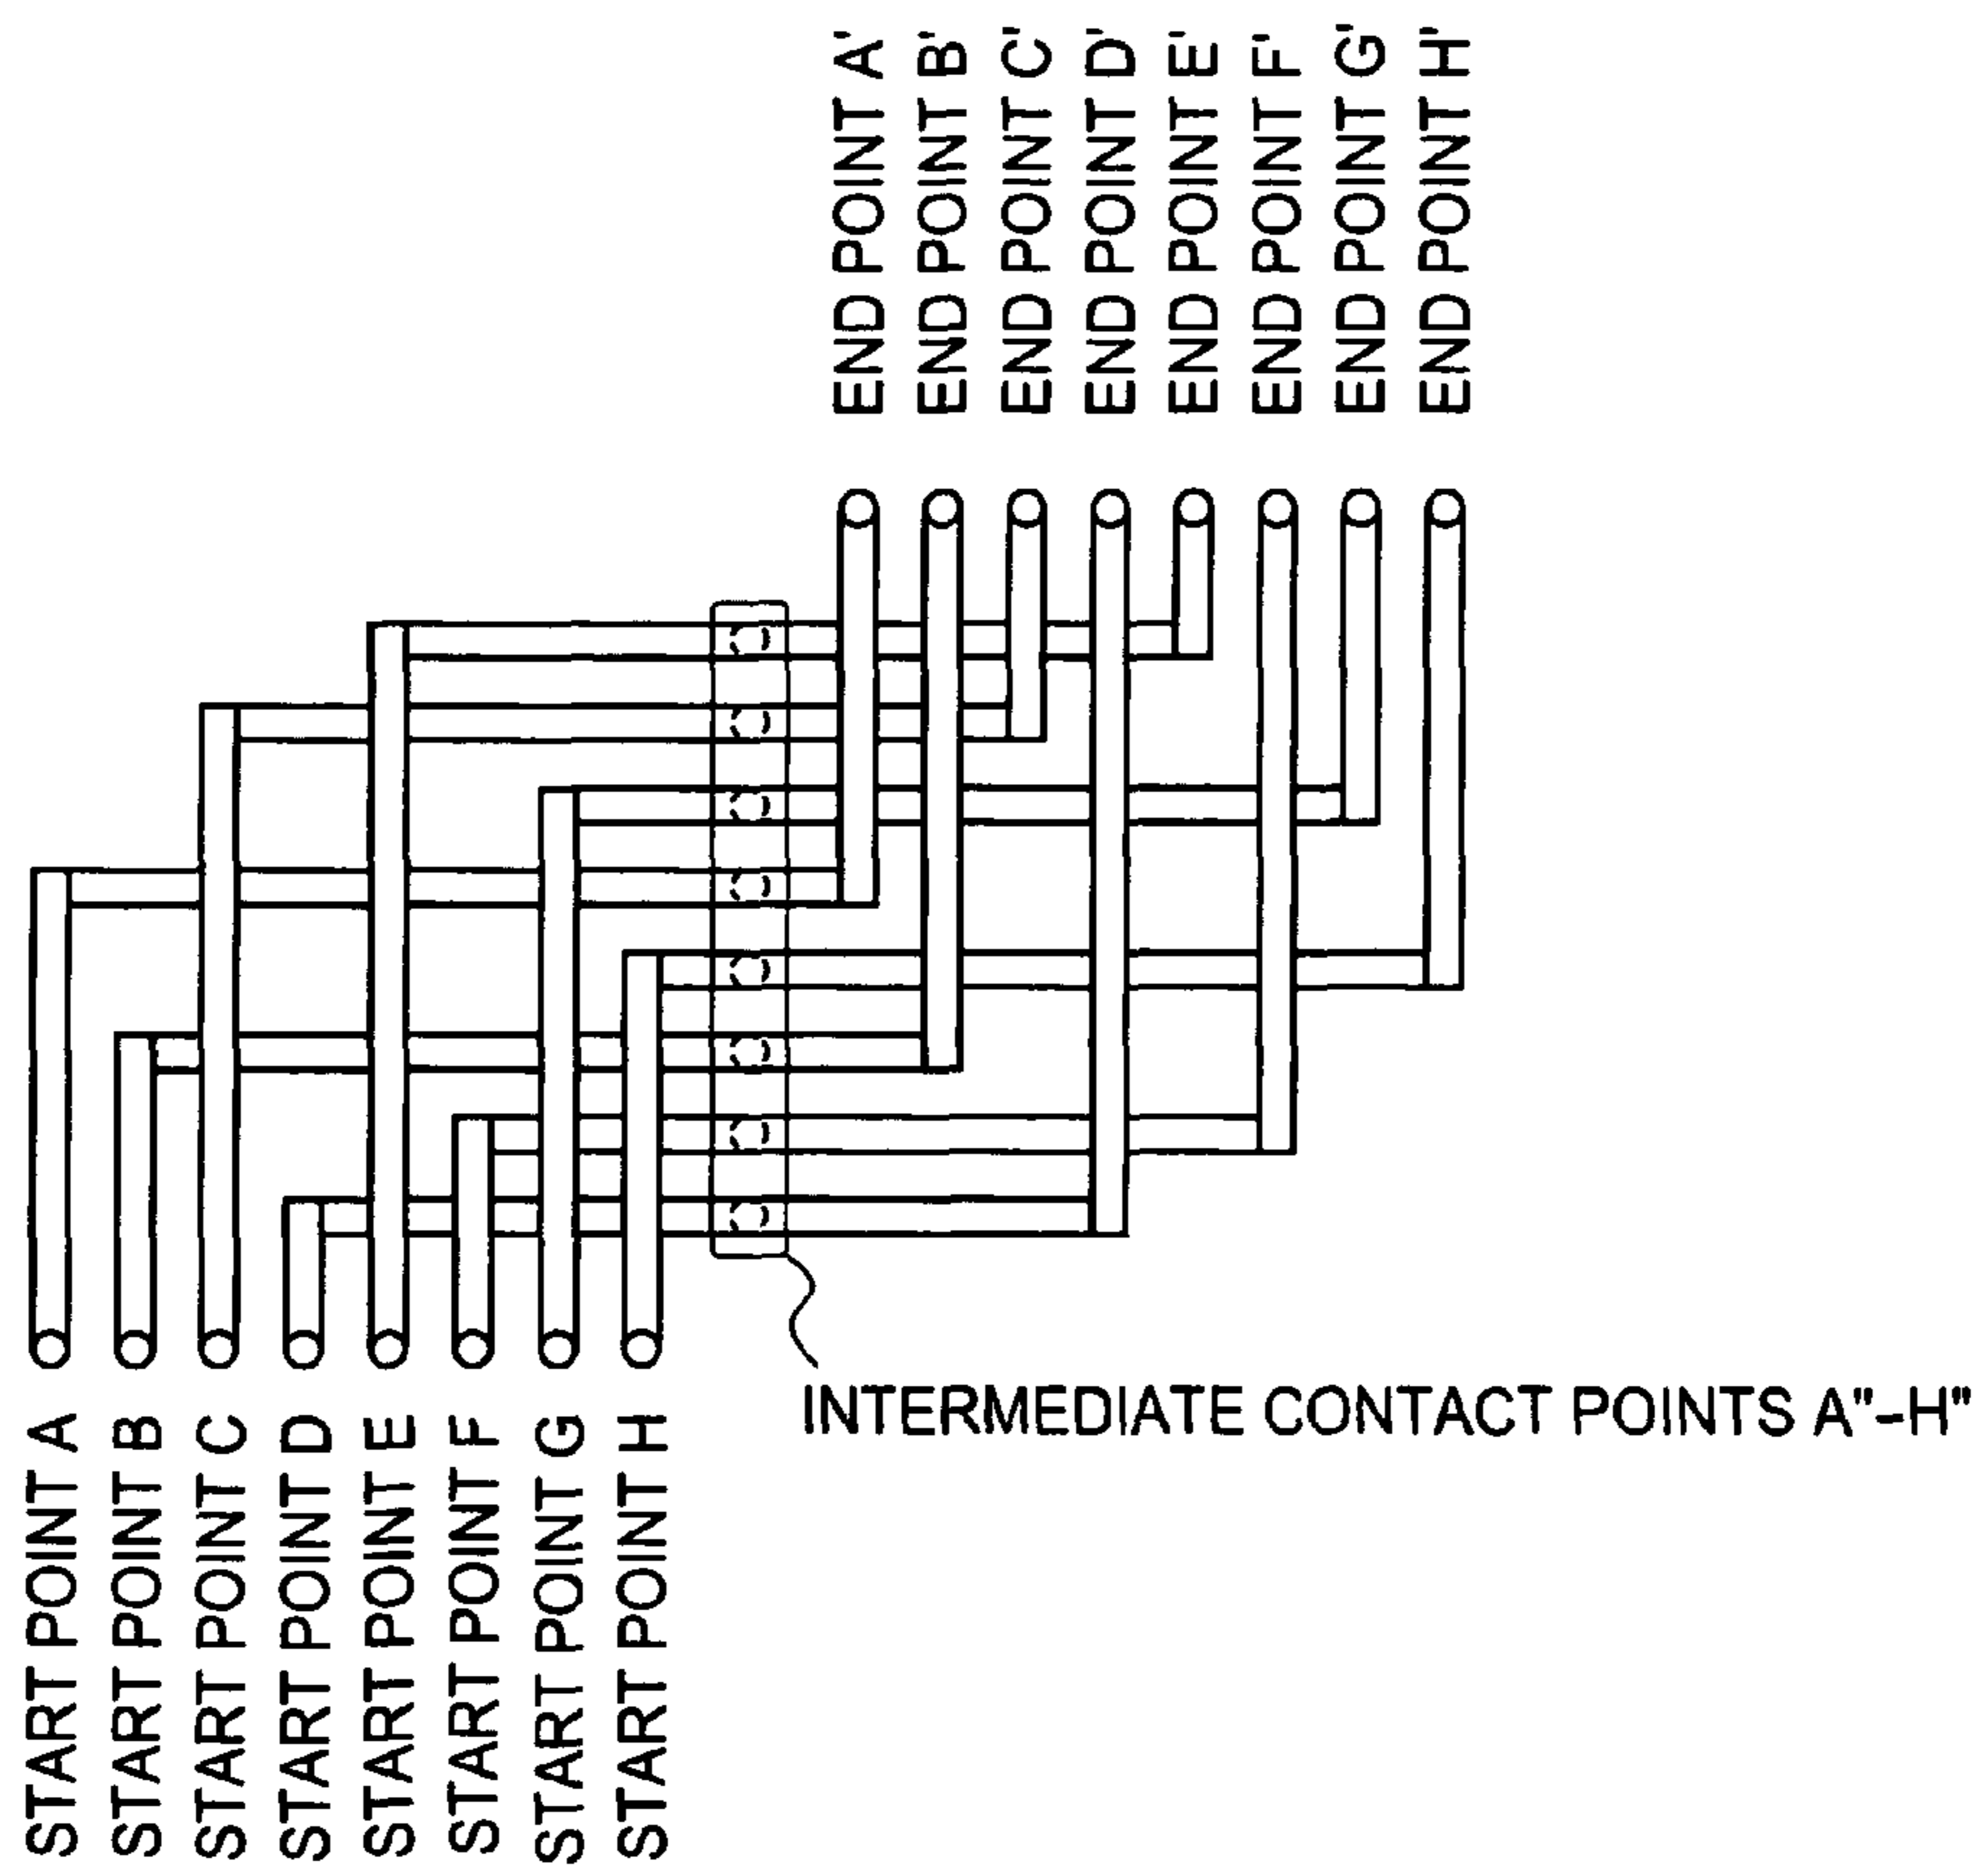 END POINT A'
END POINT B'
END POINT C'
END POINT D'
END POINT E'
END POINT F'
END POINT G'
END POINT H'
INTERMEDIATE CONTACT POINTS A"-H"
START POINT A
START POINT B
START POINT C
START POINT D
START POINT E
START POINT F
START POINT G
START POINT H